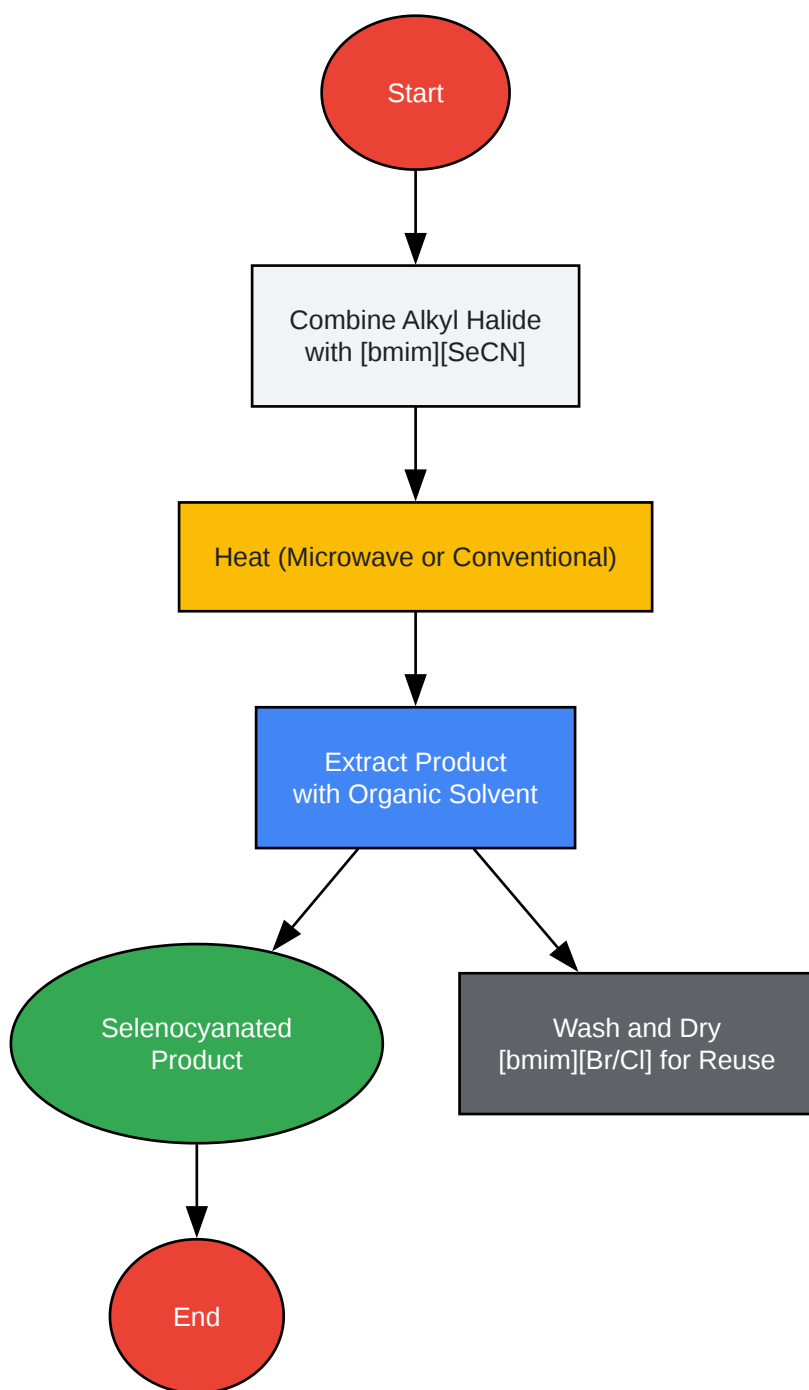 Start
Combine Alkyl Halide
with [bmim][SeCN]
Heat (Microwave or Conventional)
Extract Product
with Organic Solvent
Selenocyanated
Product
Wash and Dry
[bmim][Br/Cl] for Reuse
End